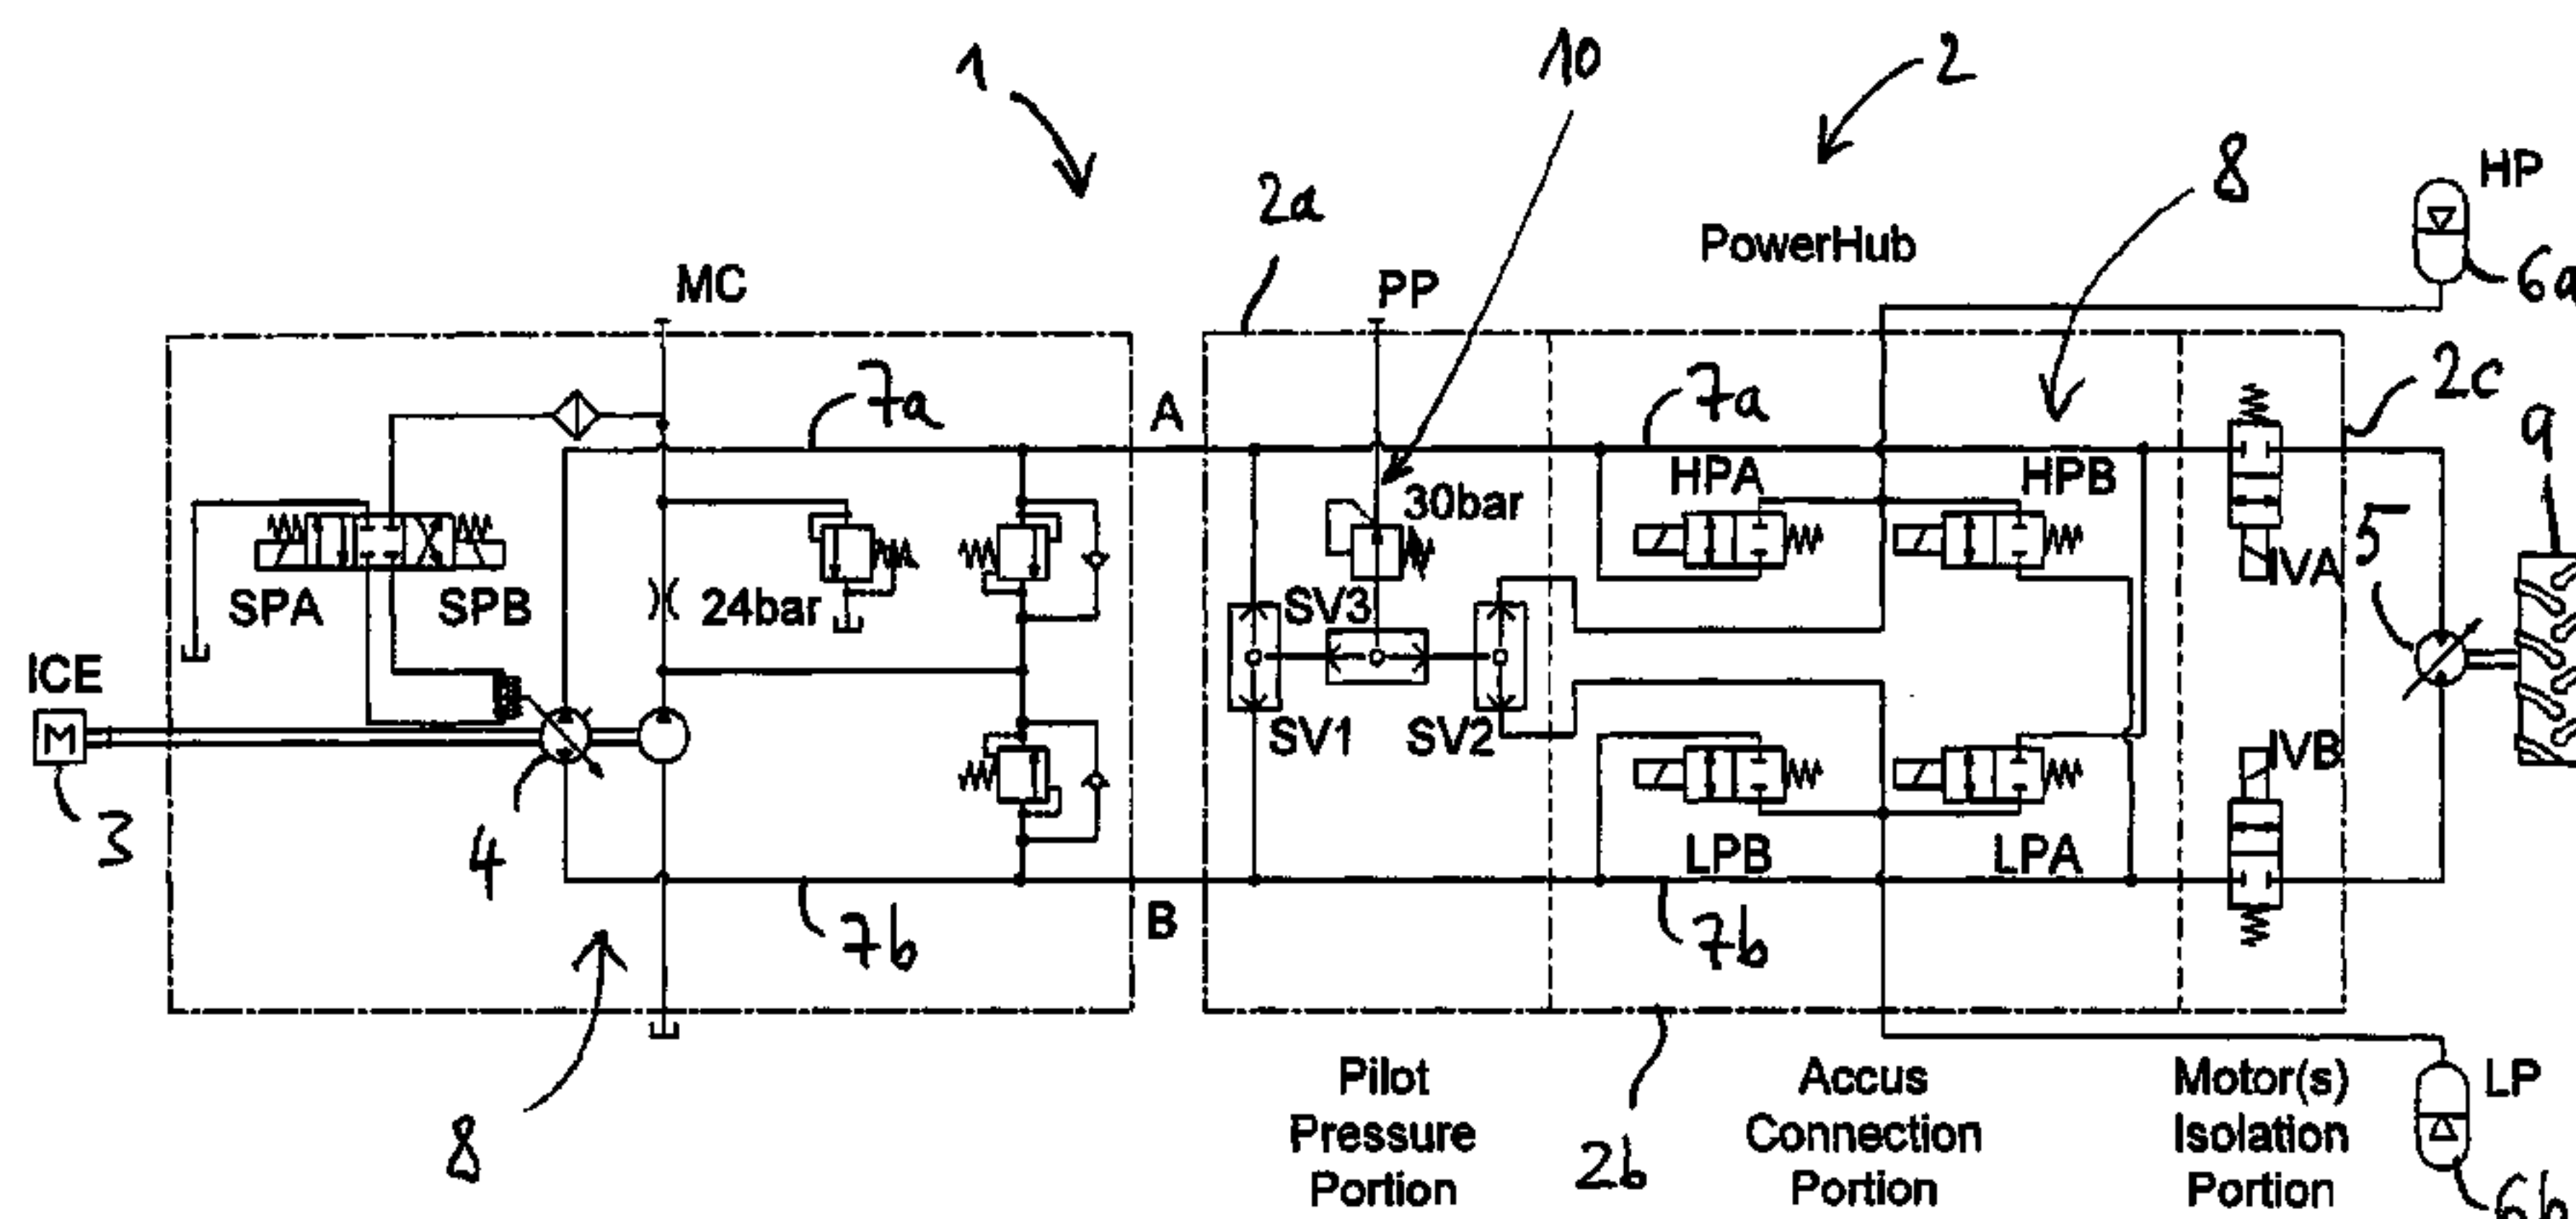 1
10
2
2a
8
HP
PowerHub
6a
MC
PP
7a
A
7a
2c
9
HPA
HPB
30bar
5
IVA
SPA
SPB
24bar
SV3
ICE
M
SV1
SV2
IVB
3
4
LPB
LPA
7b
B
7b
8
Pilot
Pressure
Portion
2b
Accus
Connection
Portion
Motor(s)
Isolation
Portion
LP
6b